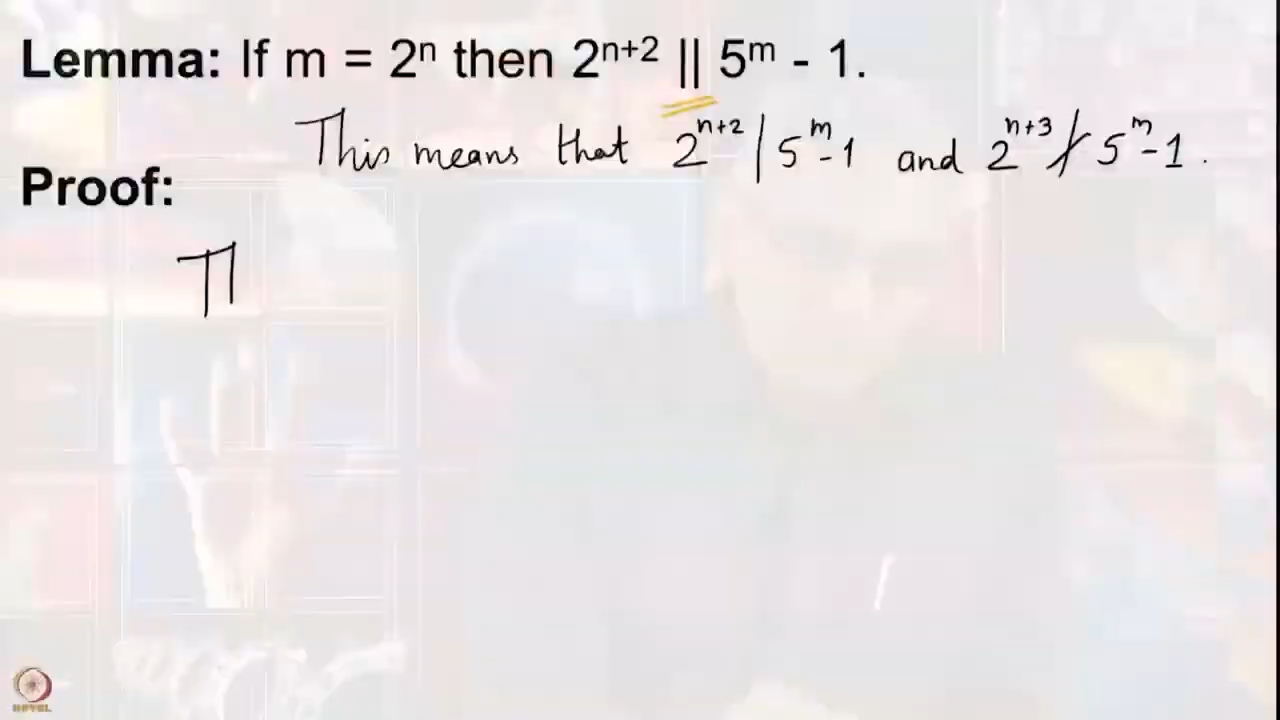 Lemma: If m = 2ⁿ then 2ⁿ⁺² || 5ᵐ - 1.
This means that 2ⁿ⁺² | 5ᵐ-1 and 2ⁿ⁺³ ∤ 5ᵐ-1.
Proof:
NPTEL